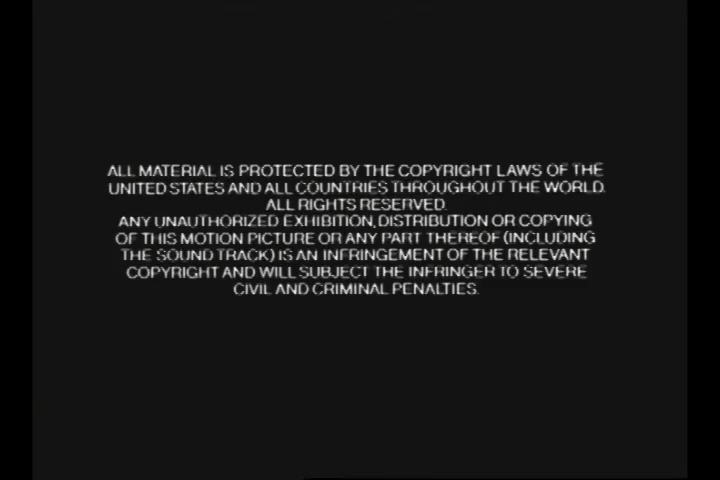 ALL MATERIAL IS PROTECTED BY THE COPYRIGHT LAWS OF THE
UNITED STATES AND ALL COUNTRIES THROUGHOUT THE WORLD.
ALL RIGHTS RESERVED.
ANY UNAUTHORIZED EXHIBITION, DISTRIBUTION OR COPYING
OF THIS MOTION PICTURE OR ANY PART THEREOF (INCLUDING
THE SOUND TRACK) IS AN INFRINGEMENT OF THE RELEVANT
COPYRIGHT AND WILL SUBJECT THE INFRINGER TO SEVERE
CIVIL AND CRIMINAL PENALTIES.